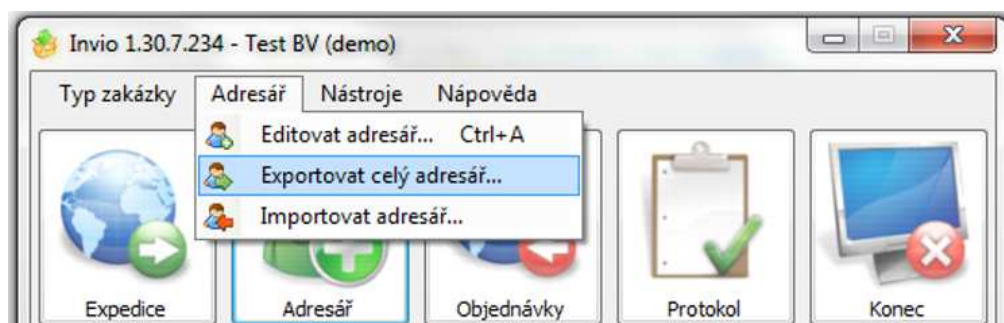 Invio 1.30.7.234 - Test BV (demo)
Typ zakázky Adresář Nástroje Nápověda
Editovat adresář... Ctrl+A
Exportovat celý adresář...
Importovat adresář...
Expedice Adresář Objednávky Protokol Konec